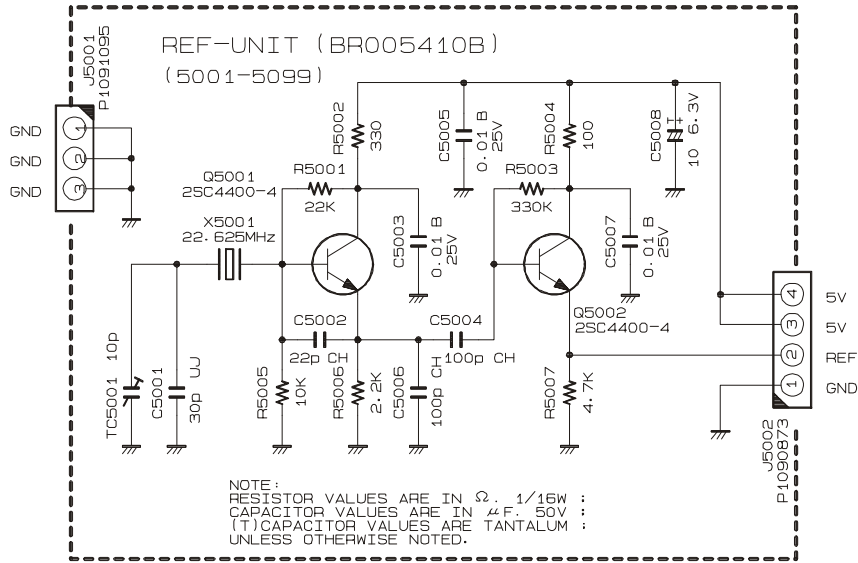 REF-UNIT (BR005410B)
(5001-5099)
J5001
P1091095
GND
1
GND
2
GND
3
R5002
330
C5005
0.01 B
25V
R5004
100
C5008
10 6.3V
T
+
Q5001
2SC4400-4
R5001
22K
R5003
330K
X5001
22.625MHz
C5003
0.01 B
25V
C5007
0.01 B
25V
Q5002
2SC4400-4
4
5V
3
5V
2
REF
1
GND
C5002
22p CH
C5004
100p CH
TC5001 10p
C5001
30p UJ
R5005
10K
R5006
2.2K
C5006
100p CH
R5007
4.7K
J5002
P1090873
NOTE:
RESISTOR VALUES ARE IN Ω. 1/16W :
CAPACITOR VALUES ARE IN µF. 50V :
(T)CAPACITOR VALUES ARE TANTALUM :
UNLESS OTHERWISE NOTED.